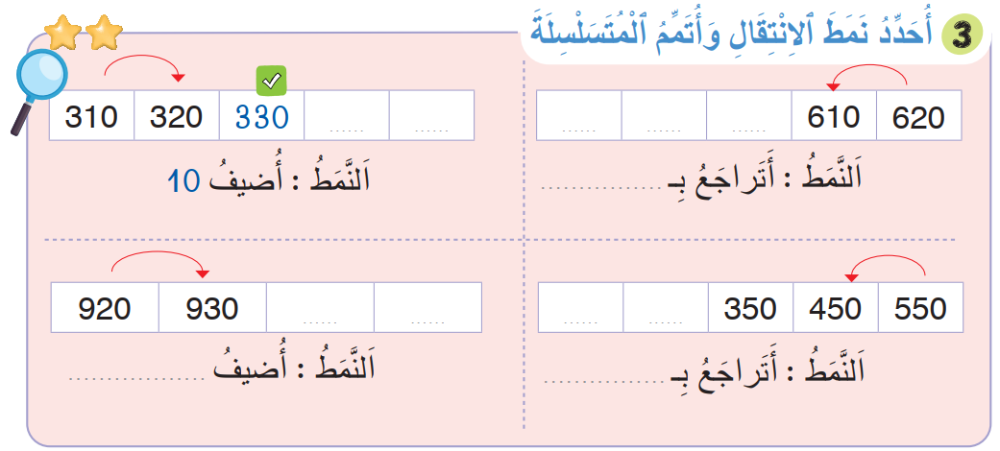 3 أُحَدِّدُ نَمَطَ ٱلِانْتِقَالِ وَأُتَمِّمُ ٱلْمُتَسَلْسِلَةَ
...... ...... ...... 610 620
اَلنَّمَطُ : أَتَراجَعُ بِـ ................
310 320 330 ...... ......
اَلنَّمَطُ : أُضيفُ 10
...... ...... 350 450 550
اَلنَّمَطُ : أَتَراجَعُ بِـ ................
920 930 ...... ......
اَلنَّمَطُ : أُضيفُ ..................